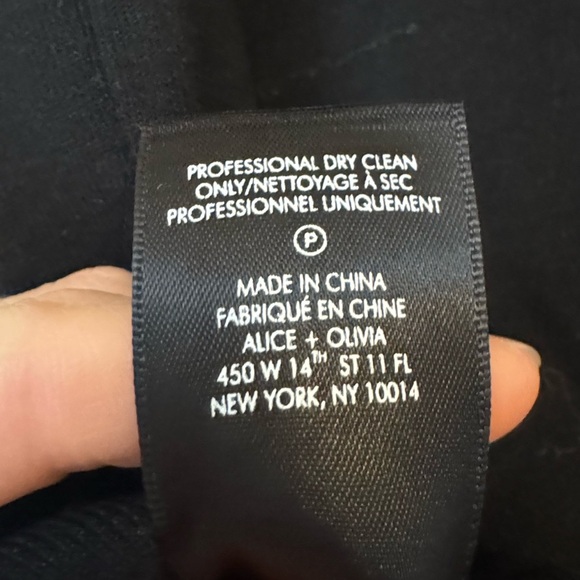 PROFESSIONAL DRY CLEAN
ONLY/NETTOYAGE À SEC
PROFESSIONNEL UNIQUEMENT
P
MADE IN CHINA
FABRIQUÉ EN CHINE
ALICE + OLIVIA
450 W 14TH ST 11 FL
NEW YORK, NY 10014